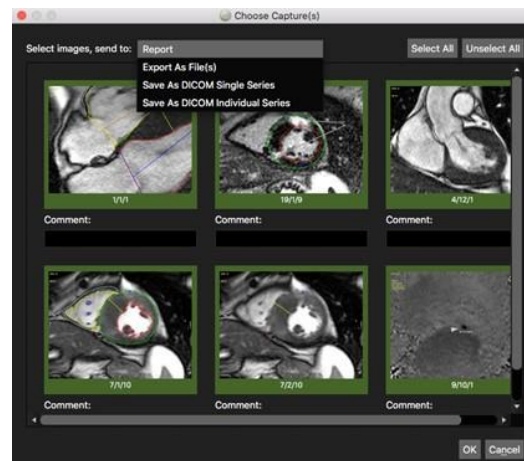 Choose Capture(s)
Select images, send to: Report Select All Unselect All
Export As File(s)
Save As DICOM Single Series
Save As DICOM Individual Series
1/1/1 19/1/9 4/12/1
Comment: Comment: Comment:
7/1/10 7/2/10 9/10/1
Comment: Comment: Comment:
OK Cancel